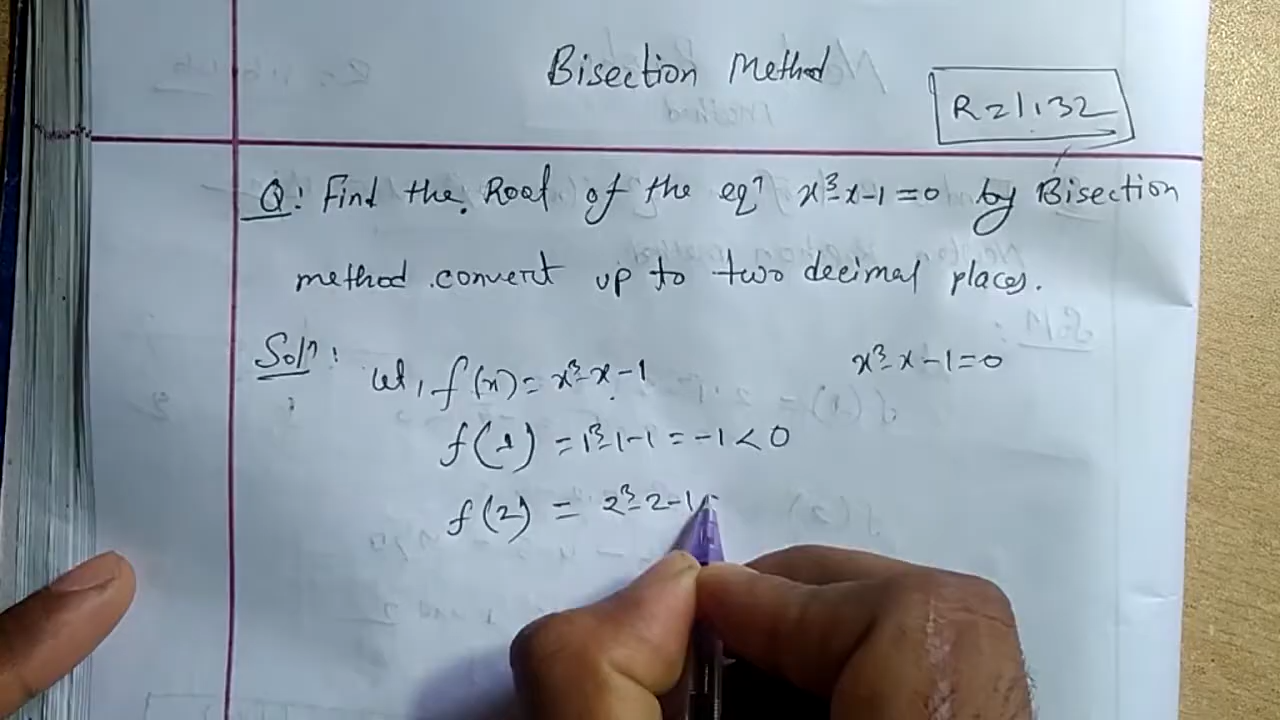 Bisection Method
R=1.32
Q: Find the Root of the eqn x³-x-1=0 by Bisection
method convert up to two decimal places.
Soln:
Let, f(x) = x³-x-1
x³-x-1=0
f(1) = 1³-1-1 = -1<0
f(2) = 2³-2-1